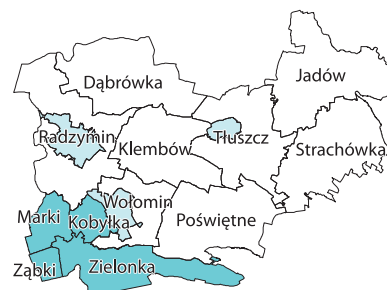 Jadów
Dąbrówka
Radzymin
Tłuszcz
Klembów
Strachówka
Wołomin
Marki
Kobyłka
Poświętne
Ząbki
Zielonka